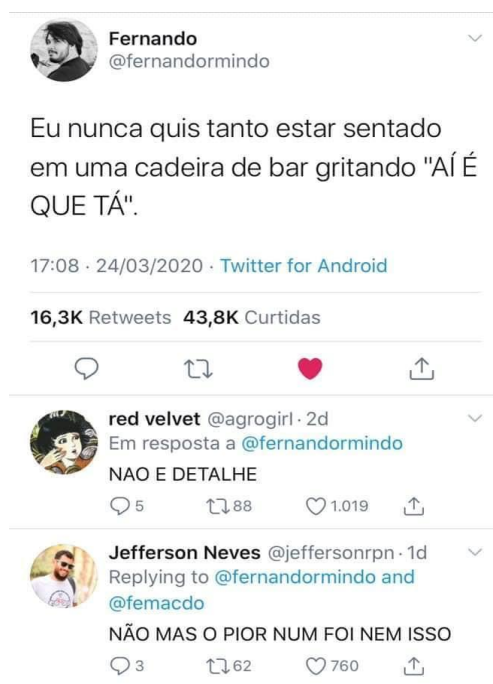 Fernando
@fernandormindo
Eu nunca quis tanto estar sentado
em uma cadeira de bar gritando "AÍ É
QUE TÁ".
17:08 · 24/03/2020 · Twitter for Android
16,3K Retweets 43,8K Curtidas
red velvet @agrogirl · 2d
Em resposta a @fernandormindo
NAO E DETALHE
5 88 1.019
Jefferson Neves @jeffersonrpn · 1d
Replying to @fernandormindo and
@femacdo
NÃO MAS O PIOR NUM FOI NEM ISSO
3 62 760